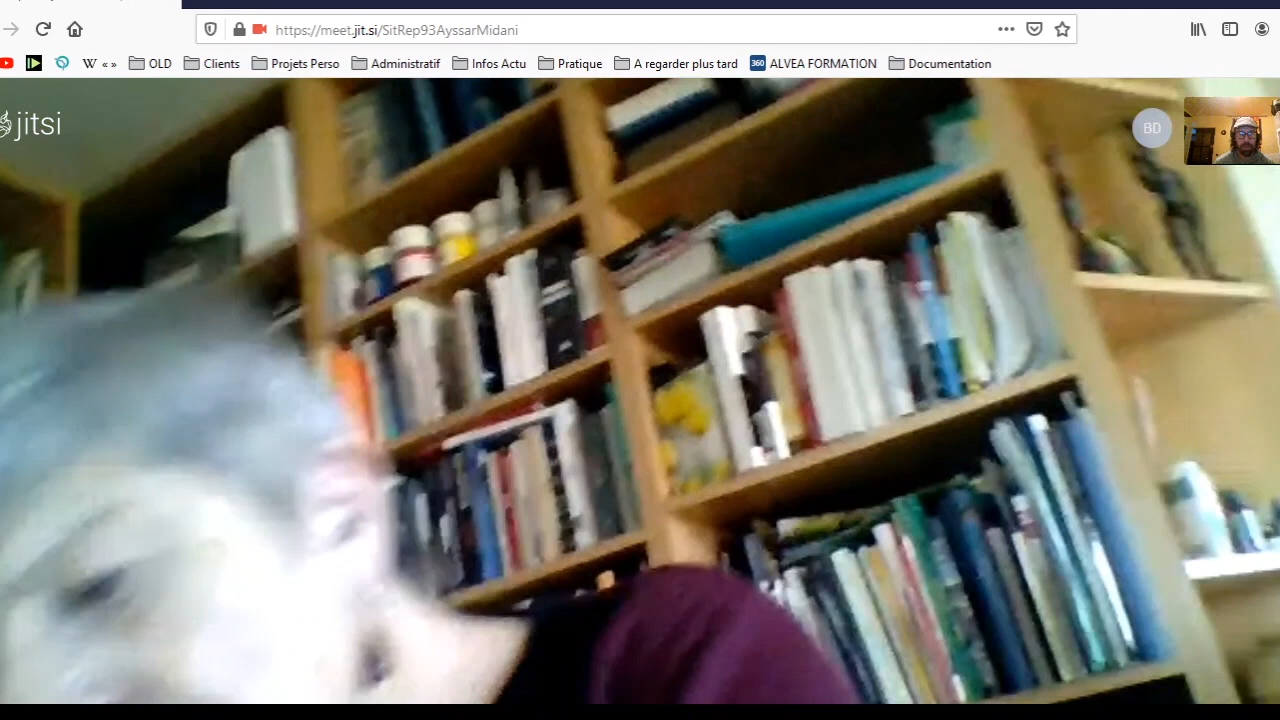 https://meet.jit.si/SitRep93AyssarMidani
W « »
OLD
Clients
Projets Perso
Administratif
Infos Actu
Pratique
A regarder plus tard
360 ALVEA FORMATION
Documentation
jitsi
BD